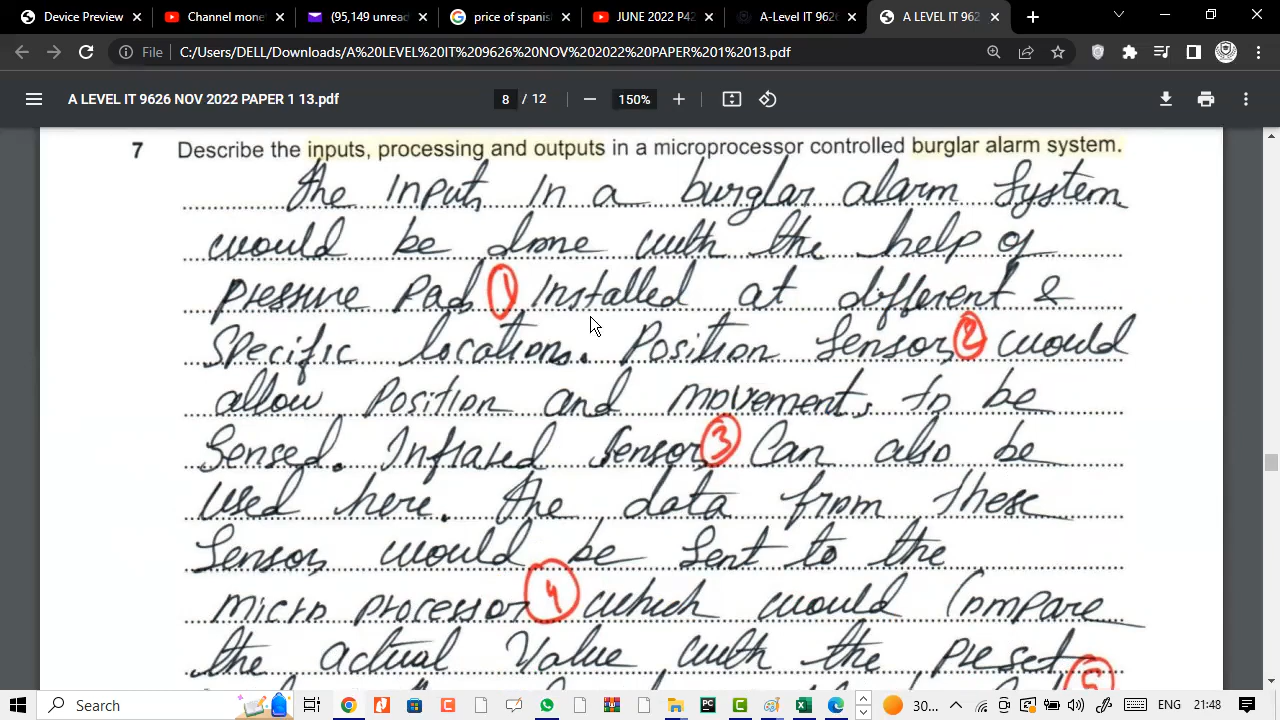 Device Preview
Channel mone
(95,149 unread
price of spanis
JUNE 2022 P42
A-Level IT 9626
A LEVEL IT 962
File
C:/Users/DELL/Downloads/A%20LEVEL%20IT%209626%20NOV%202022%20PAPER%201%2013.pdf
A LEVEL IT 9626 NOV 2022 PAPER 1 13.pdf
8 / 12
150%
7 Describe the inputs, processing and outputs in a microprocessor controlled burglar alarm system.
the inputs in a burglar alarm system
would be done with the help of
pressure pads 1 installed at different &
specific locations. Position sensors 2 would
allow position and movements to be
sensed. Infrared sensors 3 can also be
used here. the data from these
sensors would be sent to the
micro processor 4 which would compare
the actual value with the preset
5
Search
30...
ENG
21:48